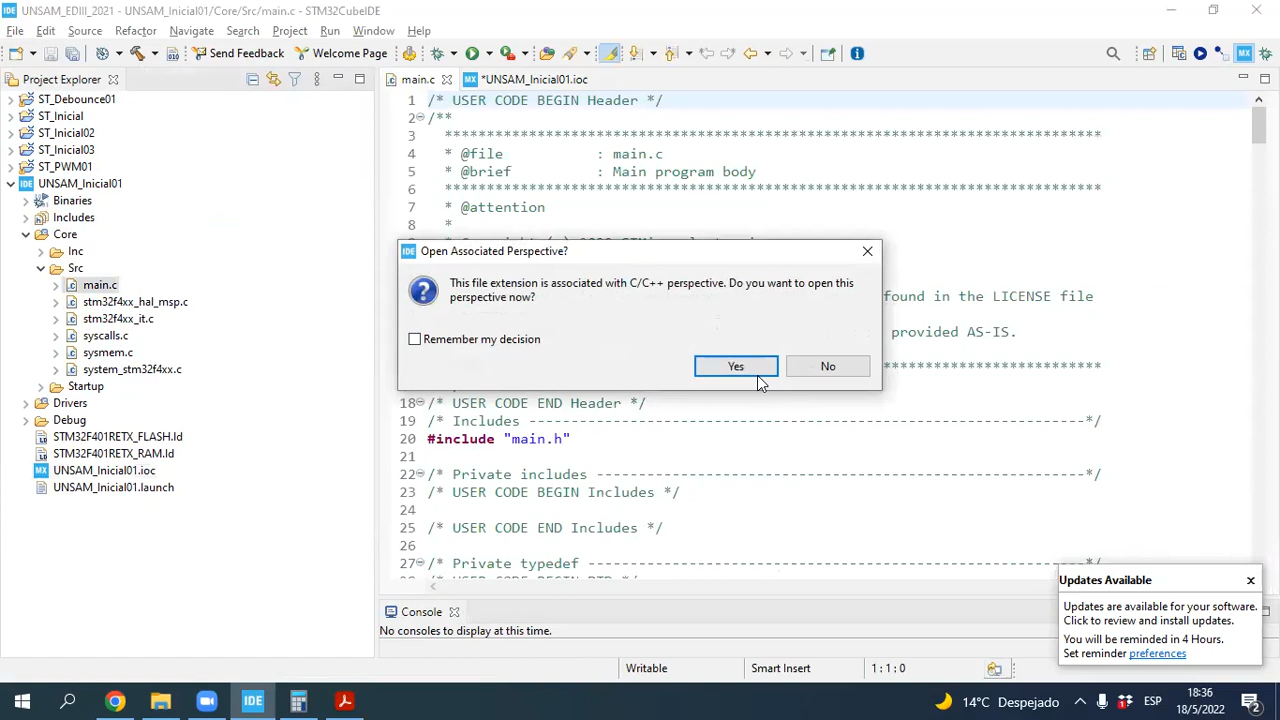 UNSAM_EDIII_2021 - UNSAM_Inicial01/Core/Src/main.c - STM32CubeIDE
File Edit Source Refactor Navigate Search Project Run Window Help
Send Feedback Welcome Page
Project Explorer
main.c
*UNSAM_Inicial01.ioc
ST_Debounce01
ST_Inicial
ST_Inicial02
ST_Inicial03
ST_PWM01
UNSAM_Inicial01
Binaries
Includes
Core
Inc
Src
main.c
stm32f4xx_hal_msp.c
stm32f4xx_it.c
syscalls.c
sysmem.c
system_stm32f4xx.c
Startup
Drivers
Debug
STM32F401RETX_FLASH.ld
STM32F401RETX_RAM.ld
UNSAM_Inicial01.ioc
UNSAM_Inicial01.launch
1 /* USER CODE BEGIN Header */
2 /**
3 ******************************************************************************
4 * @file : main.c
5 * @brief : Main program body
6 ******************************************************************************
7 * @attention
8 *
Open Associated Perspective?
This file extension is associated with C/C++ perspective. Do you want to open this
perspective now?
Remember my decision
Yes No
found in the LICENSE file
provided AS-IS.
18 /* USER CODE END Header */
19 /* Includes ------------------------------------------------------------------*/
20 #include "main.h"
21
22 /* Private includes ----------------------------------------------------------*/
23 /* USER CODE BEGIN Includes */
24
25 /* USER CODE END Includes */
26
27 /* Private typedef -----------------------------------------------------------*/
Console
No consoles to display at this time.
Updates Available
Updates are available for your software.
Click to review and install updates.
You will be reminded in 4 Hours.
Set reminder preferences
Writable Smart Insert 1 : 1 : 0
14°C Despejado ESP
18:36
18/5/2022
2